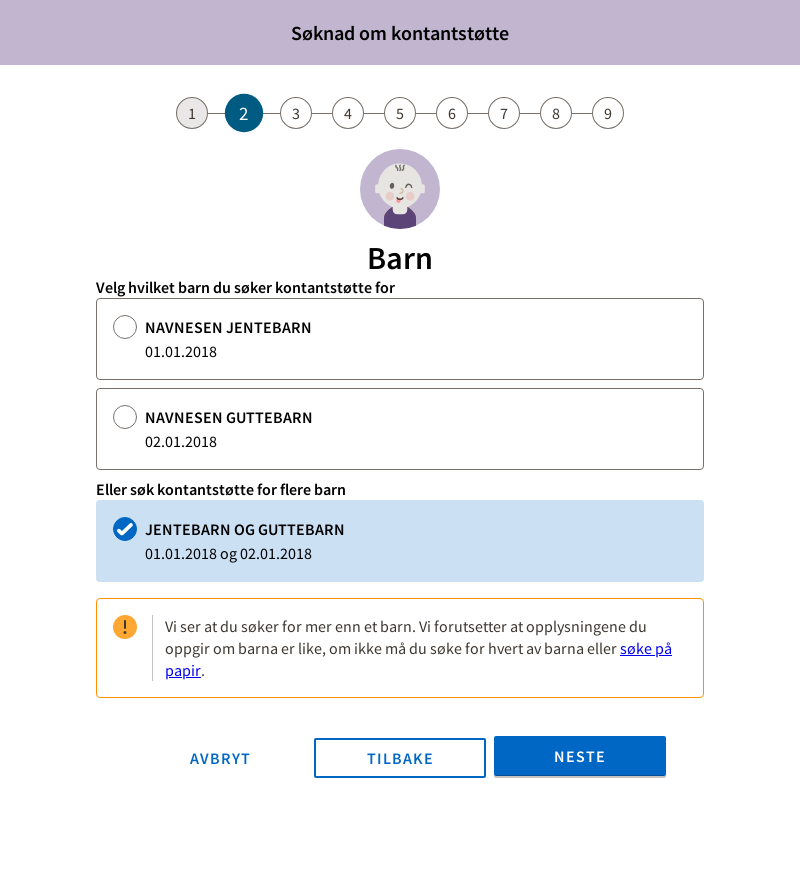 Søknad om kontantstøtte
1 2 3 4 5 6 7 8 9
Barn
Velg hvilket barn du søker kontantstøtte for
NAVNESEN JENTEBARN
01.01.2018
NAVNESEN GUTTEBARN
02.01.2018
Eller søk kontantstøtte for flere barn
JENTEBARN OG GUTTEBARN
01.01.2018 og 02.01.2018
Vi ser at du søker for mer enn et barn. Vi forutsetter at opplysningene du
oppgir om barna er like, om ikke må du søke for hvert av barna eller søke på
papir.
AVBRYT TILBAKE NESTE